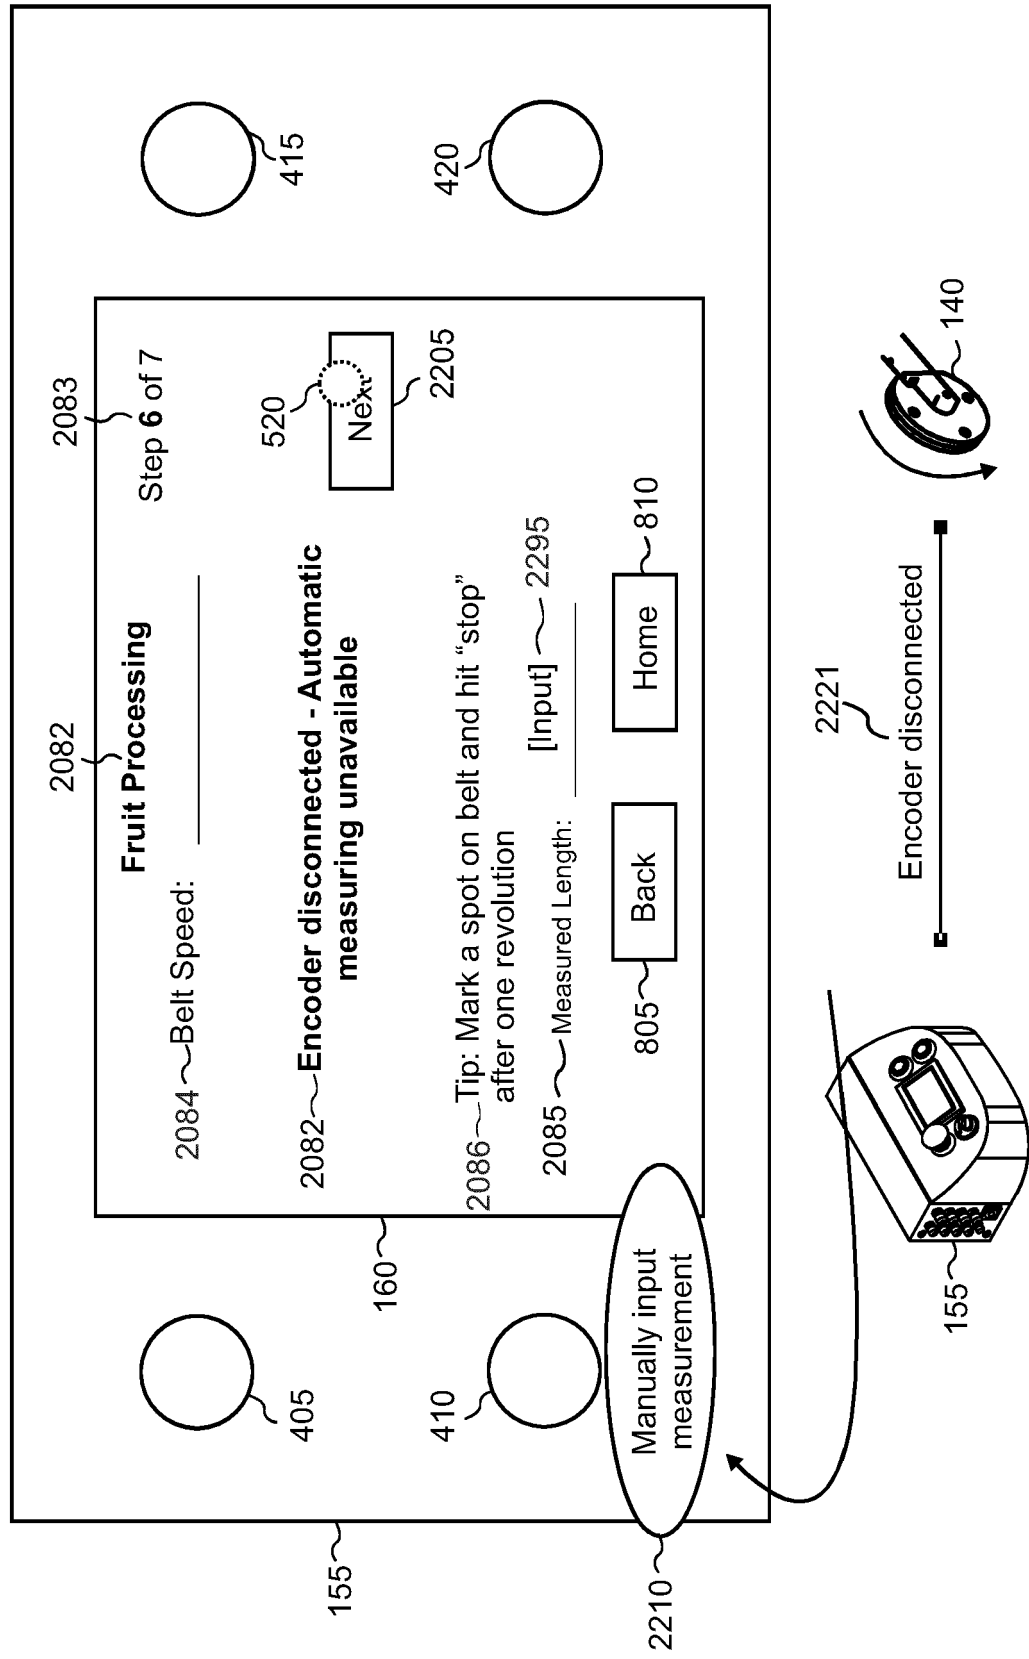 2083
2082
Fruit Processing
Step 6 of 7
415
2084
Belt Speed:
520
Next
2205
405
2082
Encoder disconnected - Automatic
measuring unavailable
160
155
420
2086
Tip: Mark a spot on belt and hit “stop”
after one revolution
410
2085
Measured Length:
[Input]
2295
805
Back
Home
810
Manually input
measurement
2210
2221
Encoder disconnected
140
155